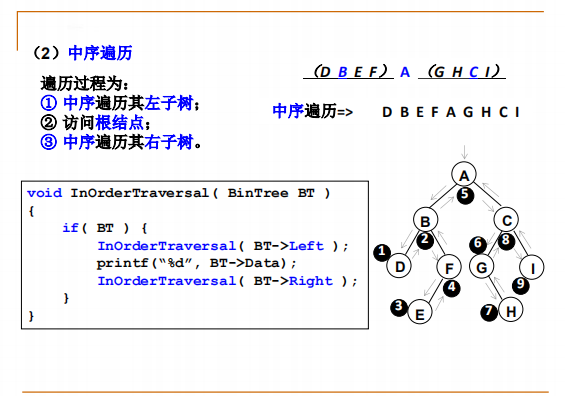 （2）中序遍历
遍历过程为：
① 中序遍历其左子树；
② 访问根结点；
③ 中序遍历其右子树。
（D B E F） A （G H C I）
中序遍历=> D B E F A G H C I
void InOrderTraversal( BinTree BT )
{
if( BT ) {
InOrderTraversal( BT->Left );
printf(“%d”, BT->Data);
InOrderTraversal( BT->Right );
}
}
A
5
B C
2 6 8
1 D F G I
4 9
3 E 7 H